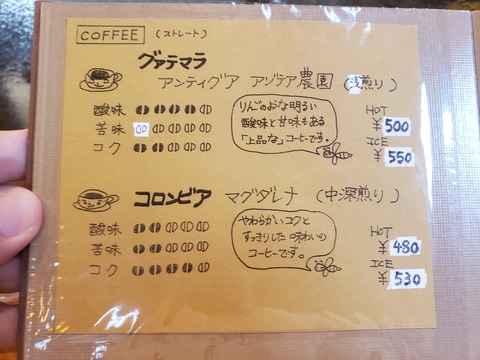 COFFEE (ストレート)
グァテマラ
アンティグア アゾテア農園 (浅煎り)
酸味
苦味
コク
りんごのような明るい
酸味と甘味もある
「上品な」コーヒーです。
HOT
¥500
ICE
¥550
コロンビア マグダレナ (中深煎り)
酸味
苦味
コク
やわらかいコクと
すっきりした味わいの
コーヒーです。
HOT
¥480
ICE
¥530